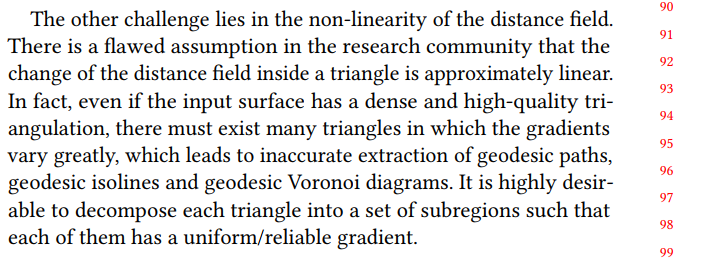 The other challenge lies in the non-linearity of the distance field.
There is a flawed assumption in the research community that the
change of the distance field inside a triangle is approximately linear.
In fact, even if the input surface has a dense and high-quality tri-
angulation, there must exist many triangles in which the gradients
vary greatly, which leads to inaccurate extraction of geodesic paths,
geodesic isolines and geodesic Voronoi diagrams. It is highly desir-
able to decompose each triangle into a set of subregions such that
each of them has a uniform/reliable gradient.
90
91
92
93
94
95
96
97
98
99